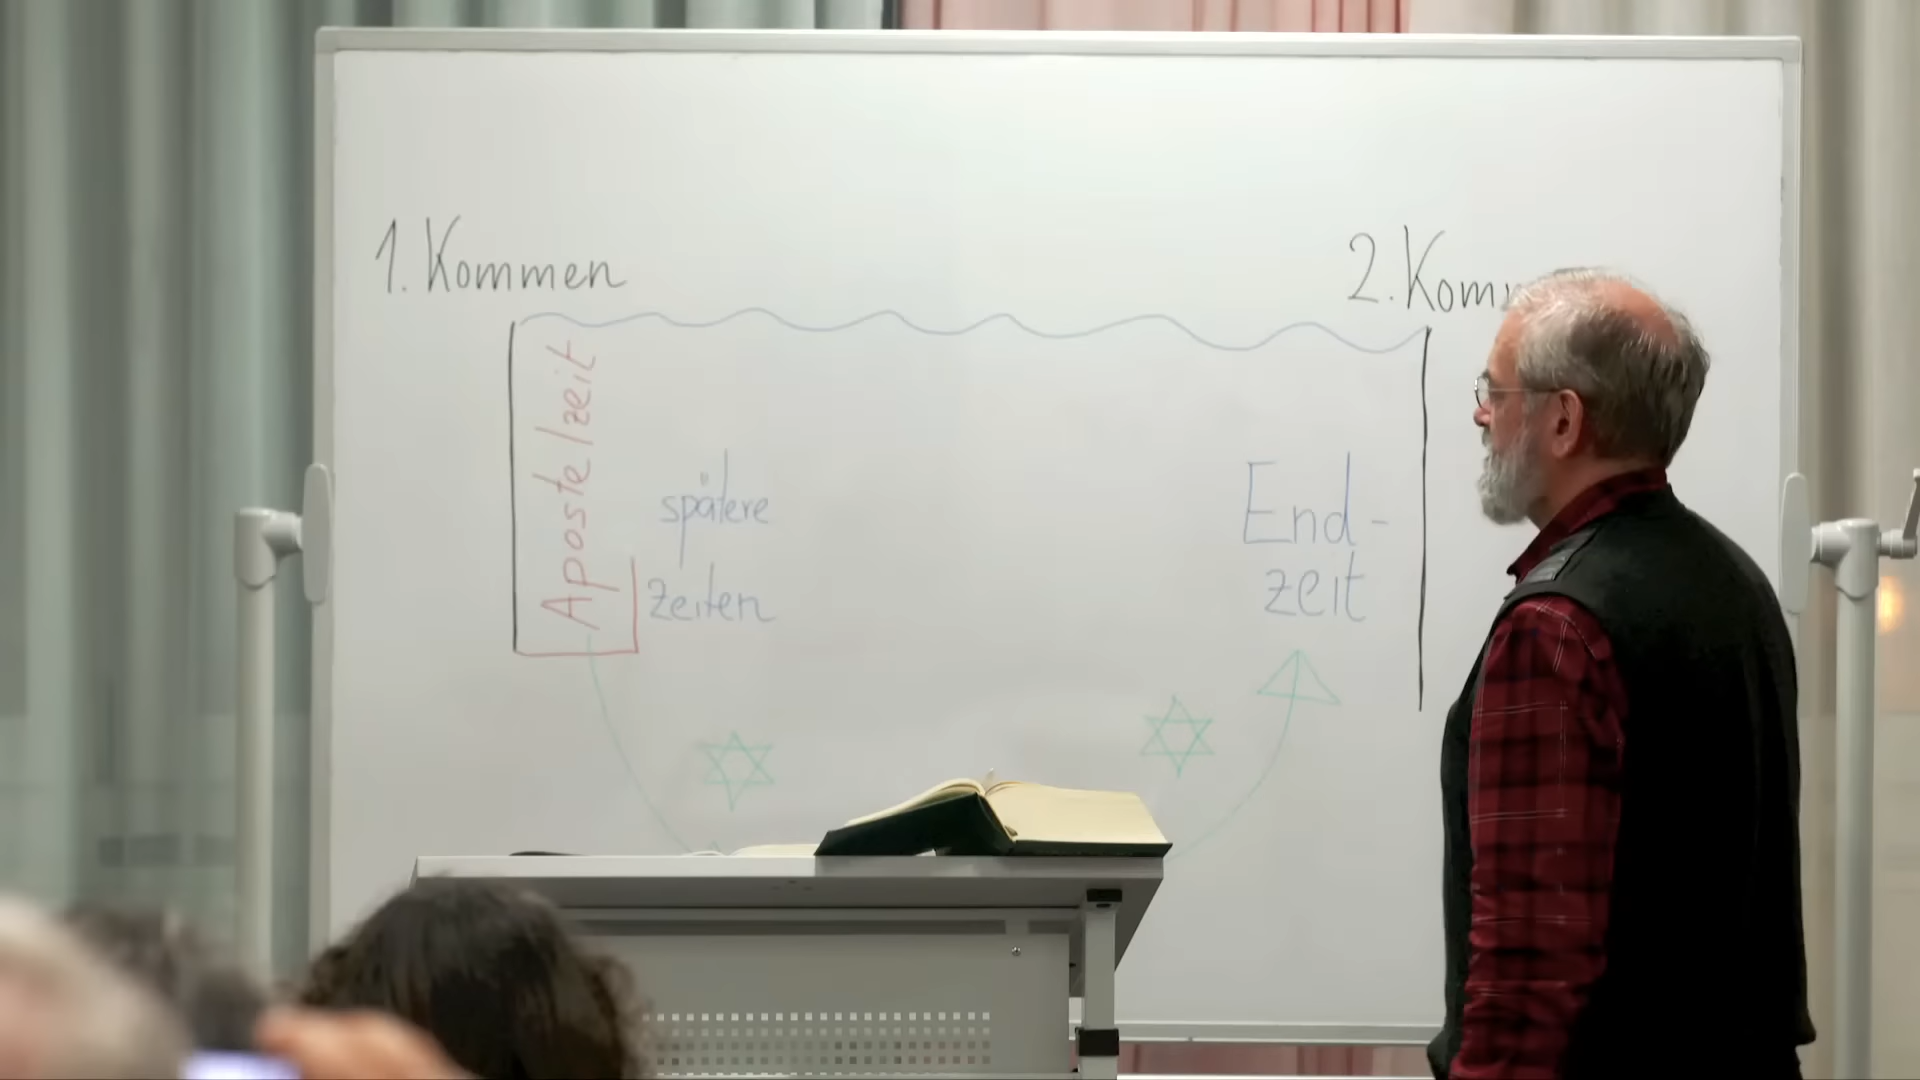 1. Kommen
2. Komm
Apostelzeit
spätere
zeiten
End-
zeit